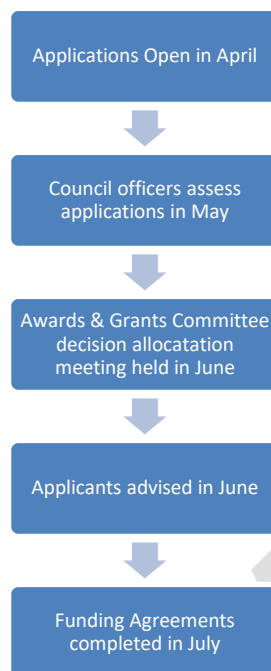 Applications Open in April
Council officers assess
applications in May
Awards & Grants Committee
decision allocatation
meeting held in June
Applicants advised in June
Funding Agreements
completed in July